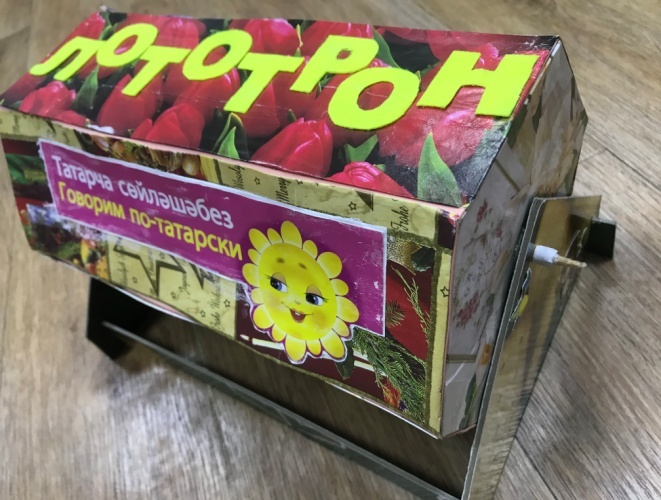 ЛОТОТРОН
Татарча сөйләшәбез
Говорим по-татарски